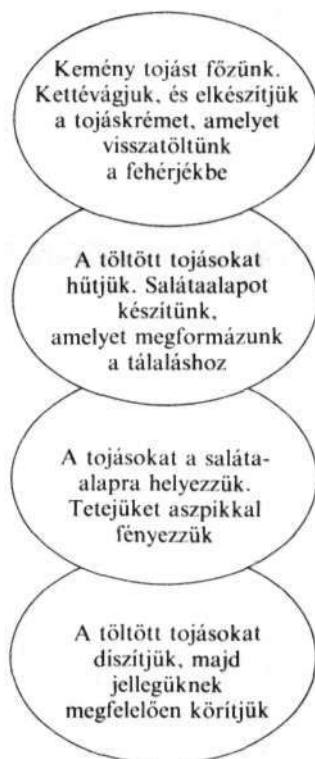 Kemény tojást főzünk.
Kettévágjuk, és elkészítjük
a tojáskrémet, amelyet
visszatöltünk
a fehérjékbe
A töltött tojásokat
hűtjük. Salátaalapot
készítünk,
amelyet megformázunk
a tálaláshoz
A tojásokat a saláta-
alapra helyezzük.
Tetejüket aszpikkal
fényezzük
A töltött tojásokat
díszítjük, majd
jellegüknek
megfelelően körítjük